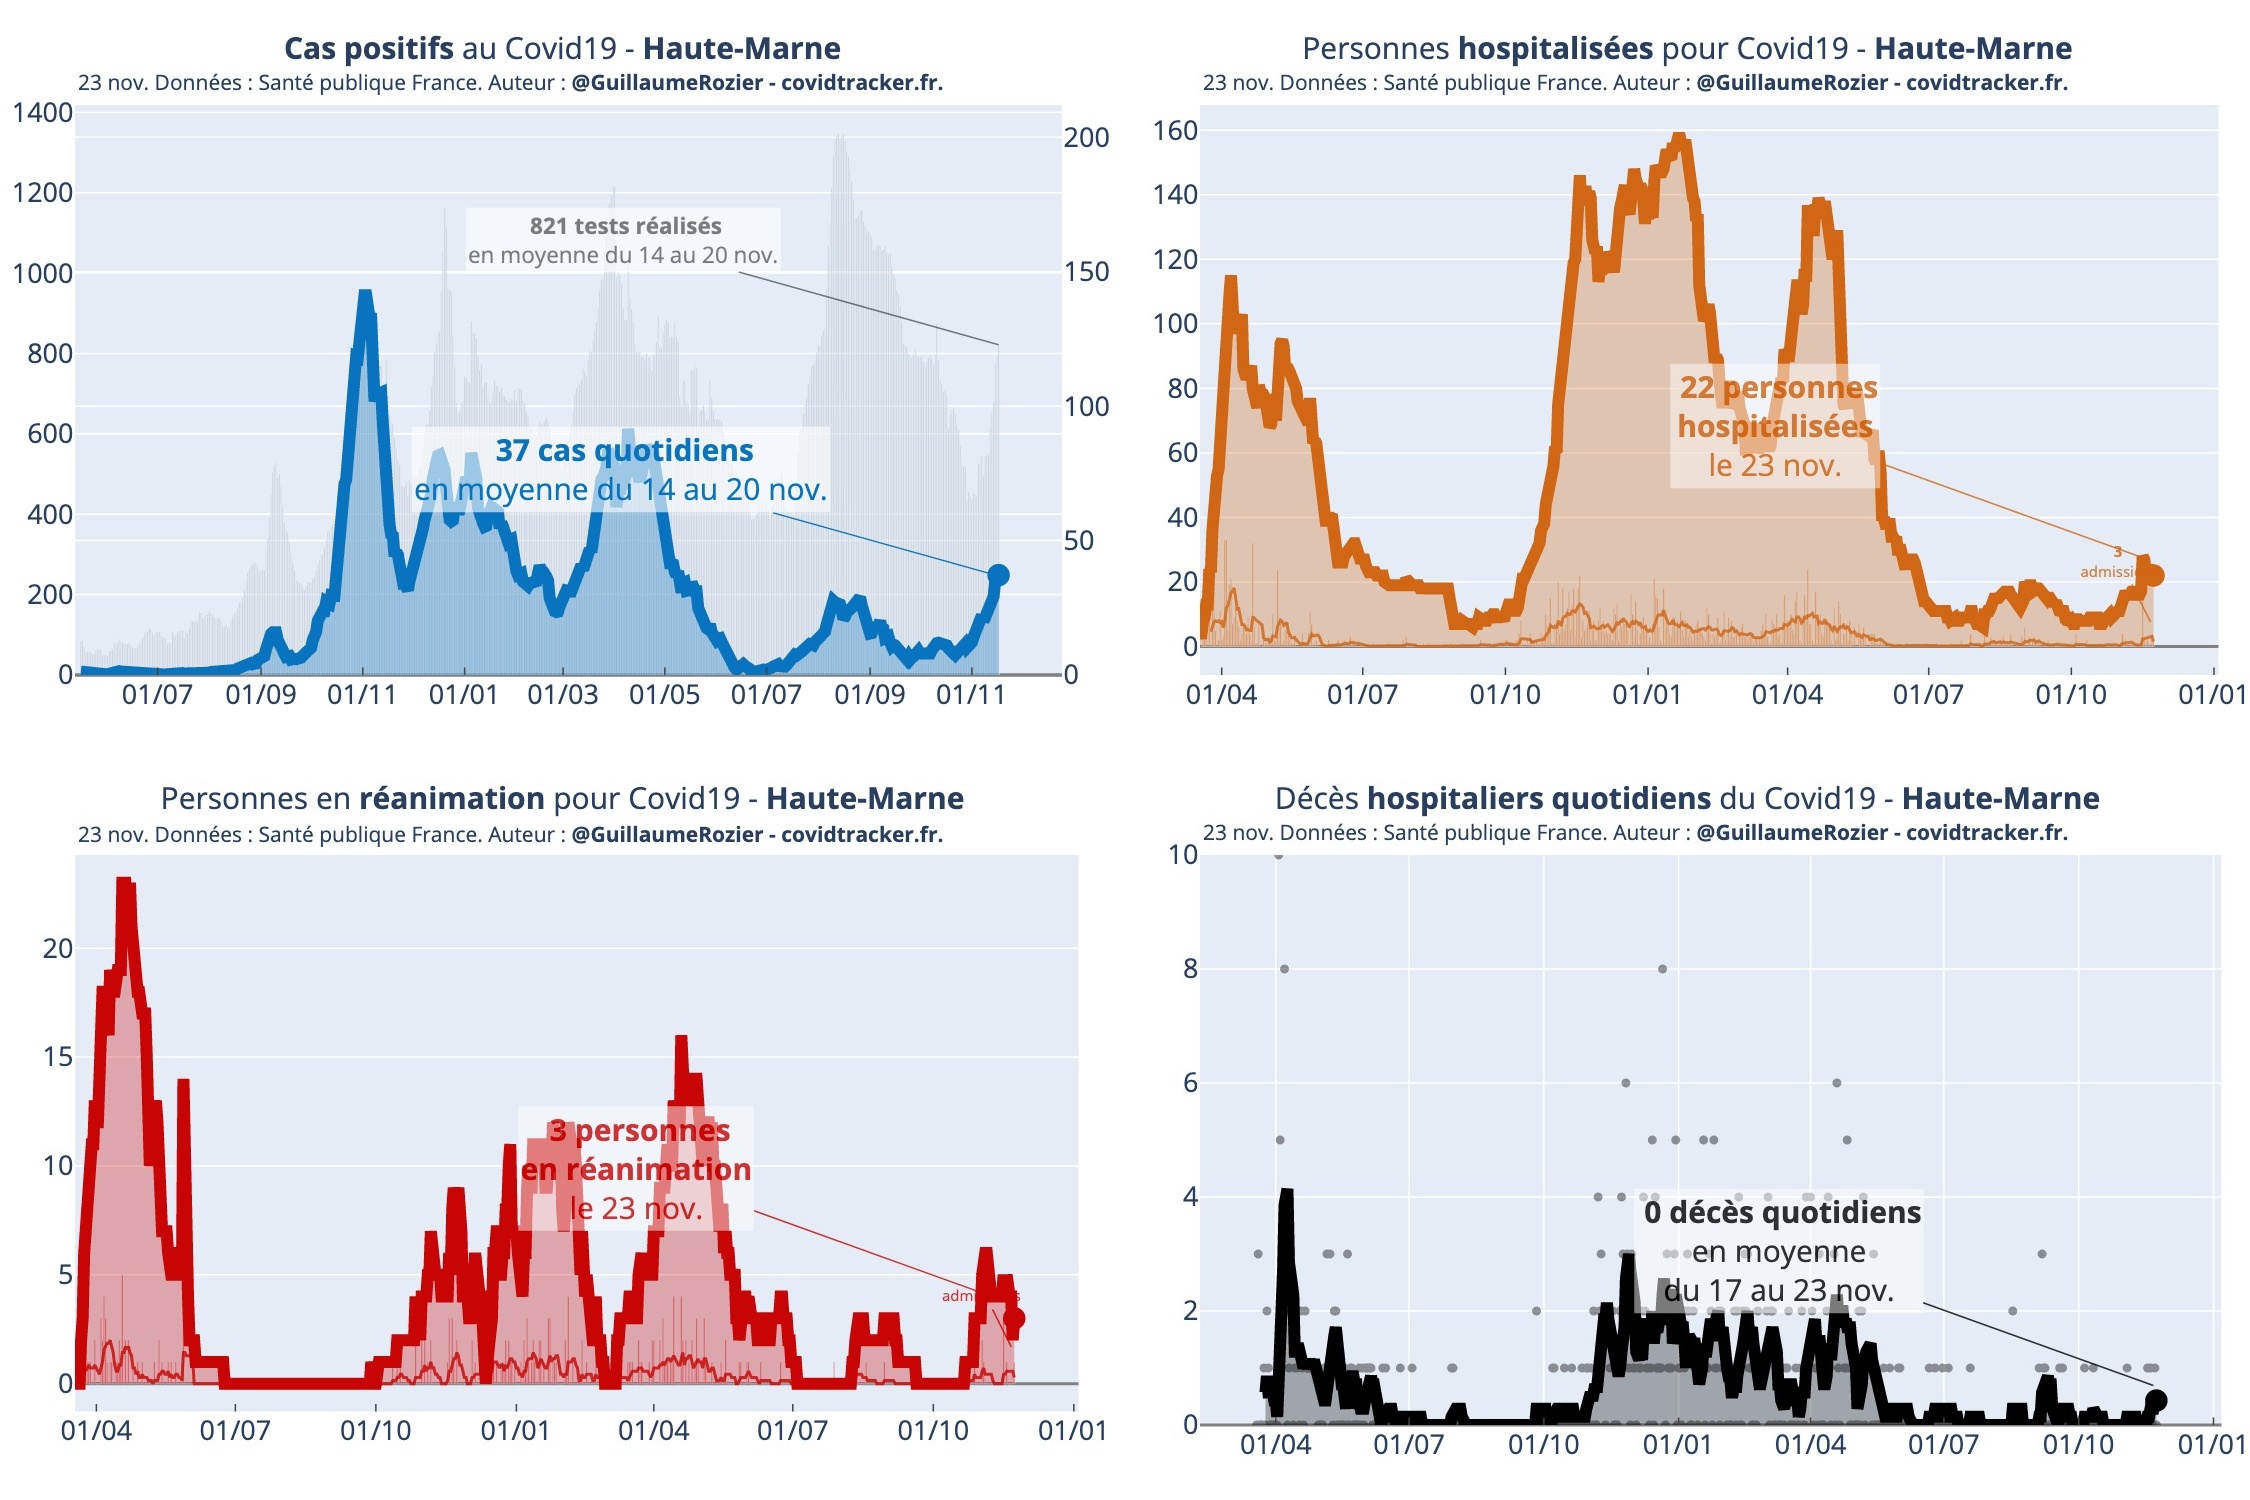 Cas positifs au Covid19 - Haute-Marne
23 nov. Données : Santé publique France. Auteur : @GuillaumeRozier - covidtracker.fr.
1400
1200
1000
800
600
400
200
0
200
150
100
50
0
821 tests réalisés
en moyenne du 14 au 20 nov.
37 cas quotidiens
en moyenne du 14 au 20 nov.
01/07 01/09 01/11 01/01 01/03 01/05 01/07 01/09 01/11
Personnes hospitalisées pour Covid19 - Haute-Marne
23 nov. Données : Santé publique France. Auteur : @GuillaumeRozier - covidtracker.fr.
160
140
120
100
80
60
40
20
0
22 personnes
hospitalisées
le 23 nov.
3
01/04 01/07 01/10 01/01 01/04 01/07 01/10 01/01
Personnes en réanimation pour Covid19 - Haute-Marne
23 nov. Données : Santé publique France. Auteur : @GuillaumeRozier - covidtracker.fr.
20
15
10
5
0
3 personnes
en réanimation
le 23 nov.
01/04 01/07 01/10 01/01 01/04 01/07 01/10 01/01
Décès hospitaliers quotidiens du Covid19 - Haute-Marne
23 nov. Données : Santé publique France. Auteur : @GuillaumeRozier - covidtracker.fr.
10
8
6
4
2
0
0 décès quotidiens
en moyenne
du 17 au 23 nov.
01/04 01/07 01/10 01/01 01/04 01/07 01/10 01/01